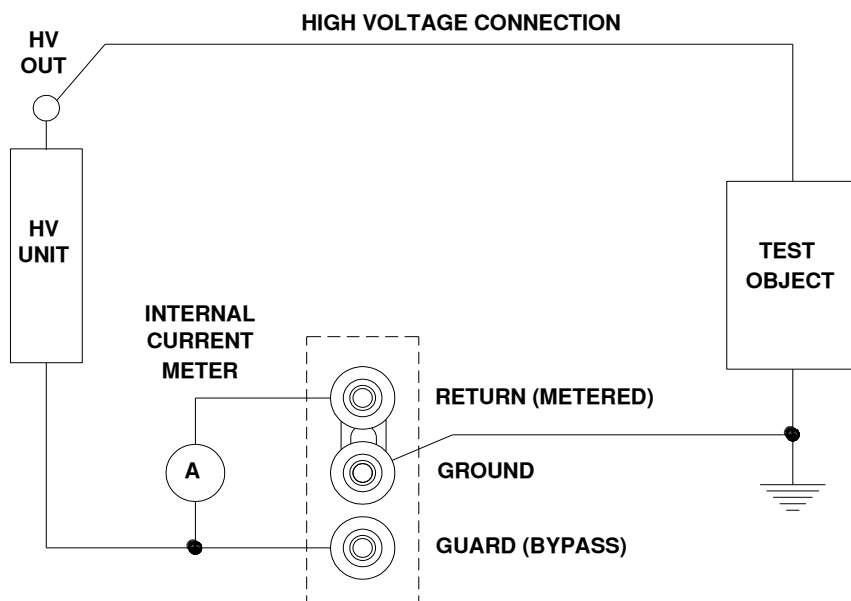 HIGH VOLTAGE CONNECTION
HV
OUT
HV
UNIT
TEST
OBJECT
INTERNAL
CURRENT
METER
RETURN (METERED)
A
GROUND
GUARD (BYPASS)